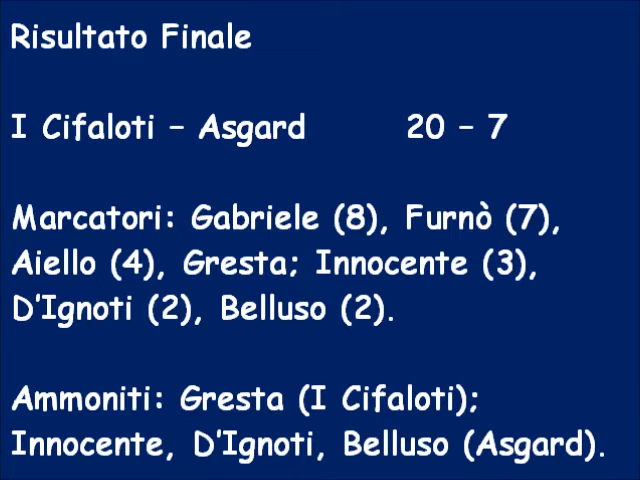 Risultato Finale
I Cifaloti – Asgard 20 – 7
Marcatori: Gabriele (8), Furnò (7),
Aiello (4), Gresta; Innocente (3),
D'Ignoti (2), Belluso (2).
Ammoniti: Gresta (I Cifaloti);
Innocente, D'Ignoti, Belluso (Asgard).